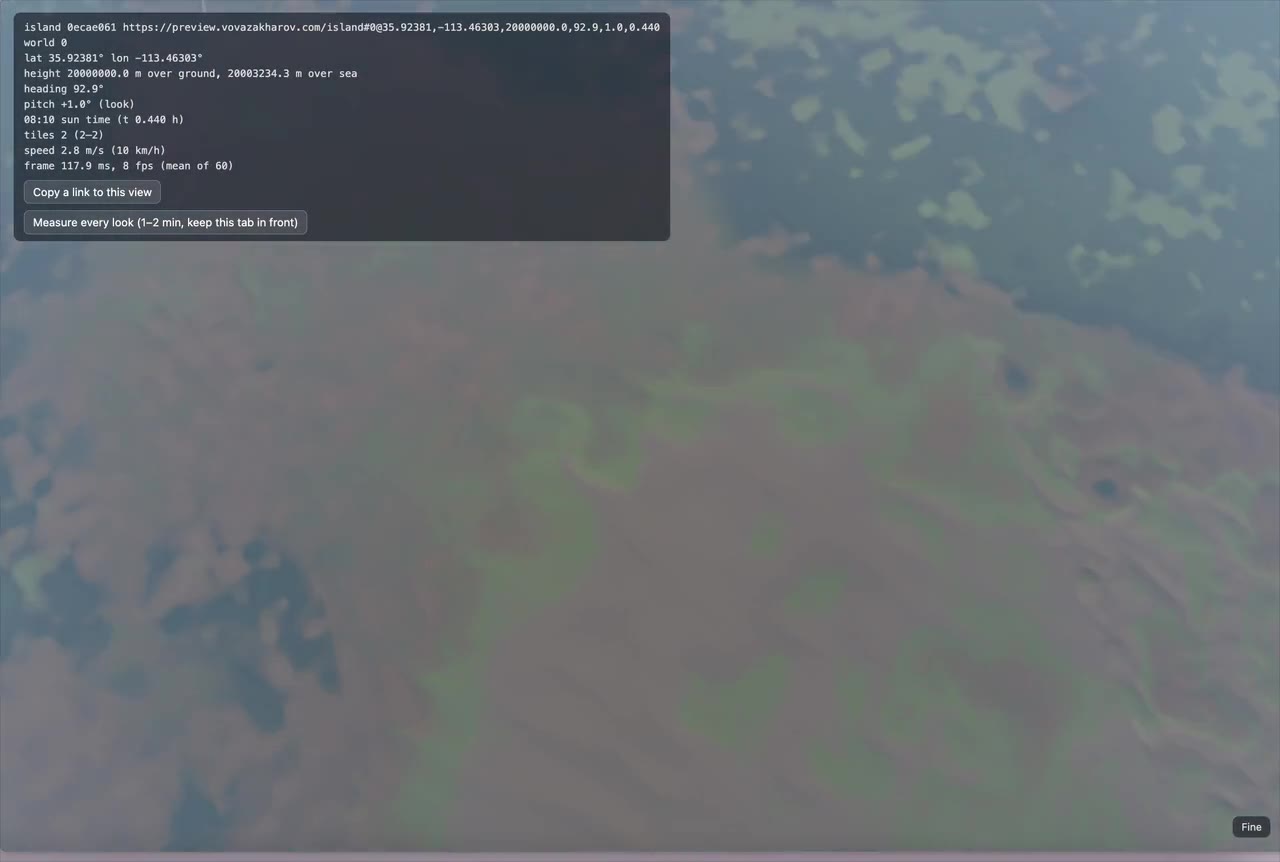 island 0ecae061 https://preview.vovazakharov.com/island#0@35.92381,-113.46303,20000000.0,92.9,1.0,0.440
world 0
lat 35.92381° lon -113.46303°
height 20000000.0 m over ground, 20003234.3 m over sea
heading 92.9°
pitch +1.0° (look)
08:10 sun time (t 0.440 h)
tiles 2 (2–2)
speed 2.8 m/s (10 km/h)
frame 117.9 ms, 8 fps (mean of 60)
Copy a link to this view
Measure every look (1–2 min, keep this tab in front)
Fine